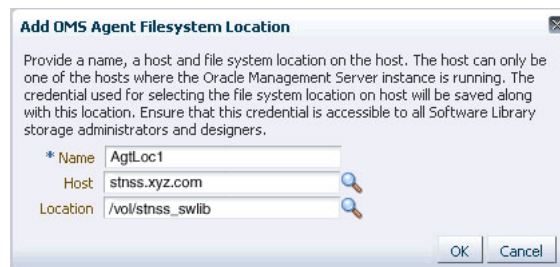 Add OMS Agent Filesystem Location
Provide a name, a host and file system location on the host. The host can only be
one of the hosts where the Oracle Management Server instance is running. The
credential used for selecting the file system location on host will be saved along
with this location. Ensure that this credential is accessible to all Software Library
storage administrators and designers.
* Name AgtLoc1
Host stnss.xyz.com
Location /vol/stnss_swlib
OK Cancel